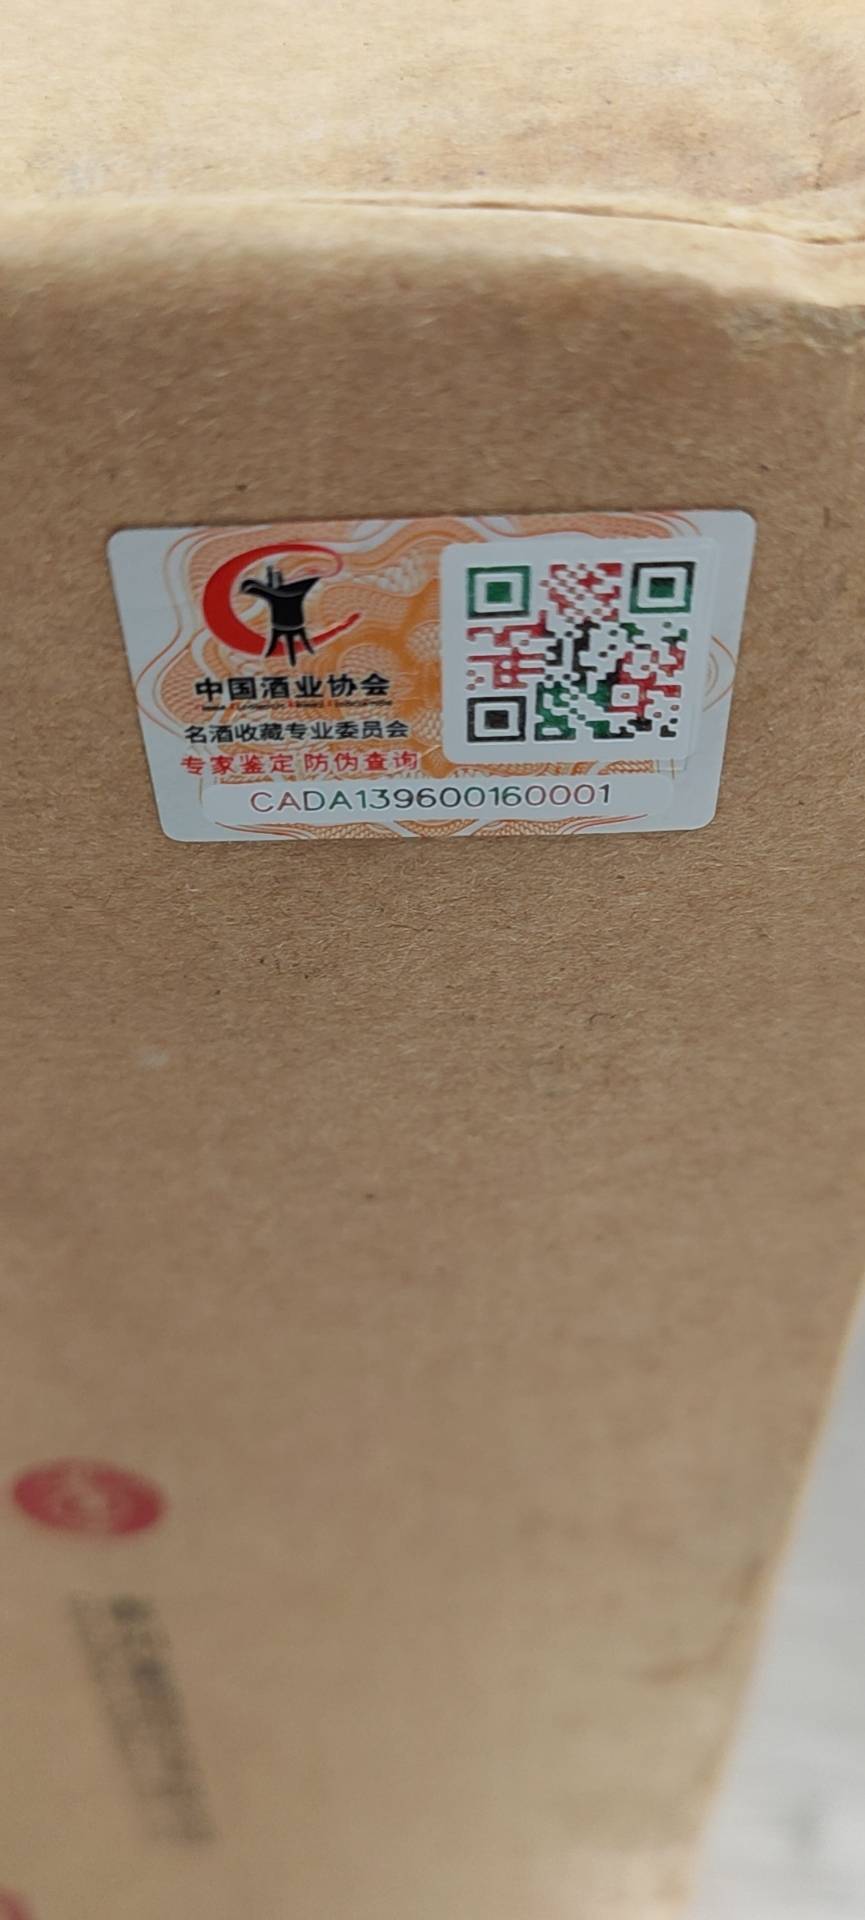 中国酒业协会
名酒收藏专业委员会
专家鉴定 防伪查询
CADA139600160001